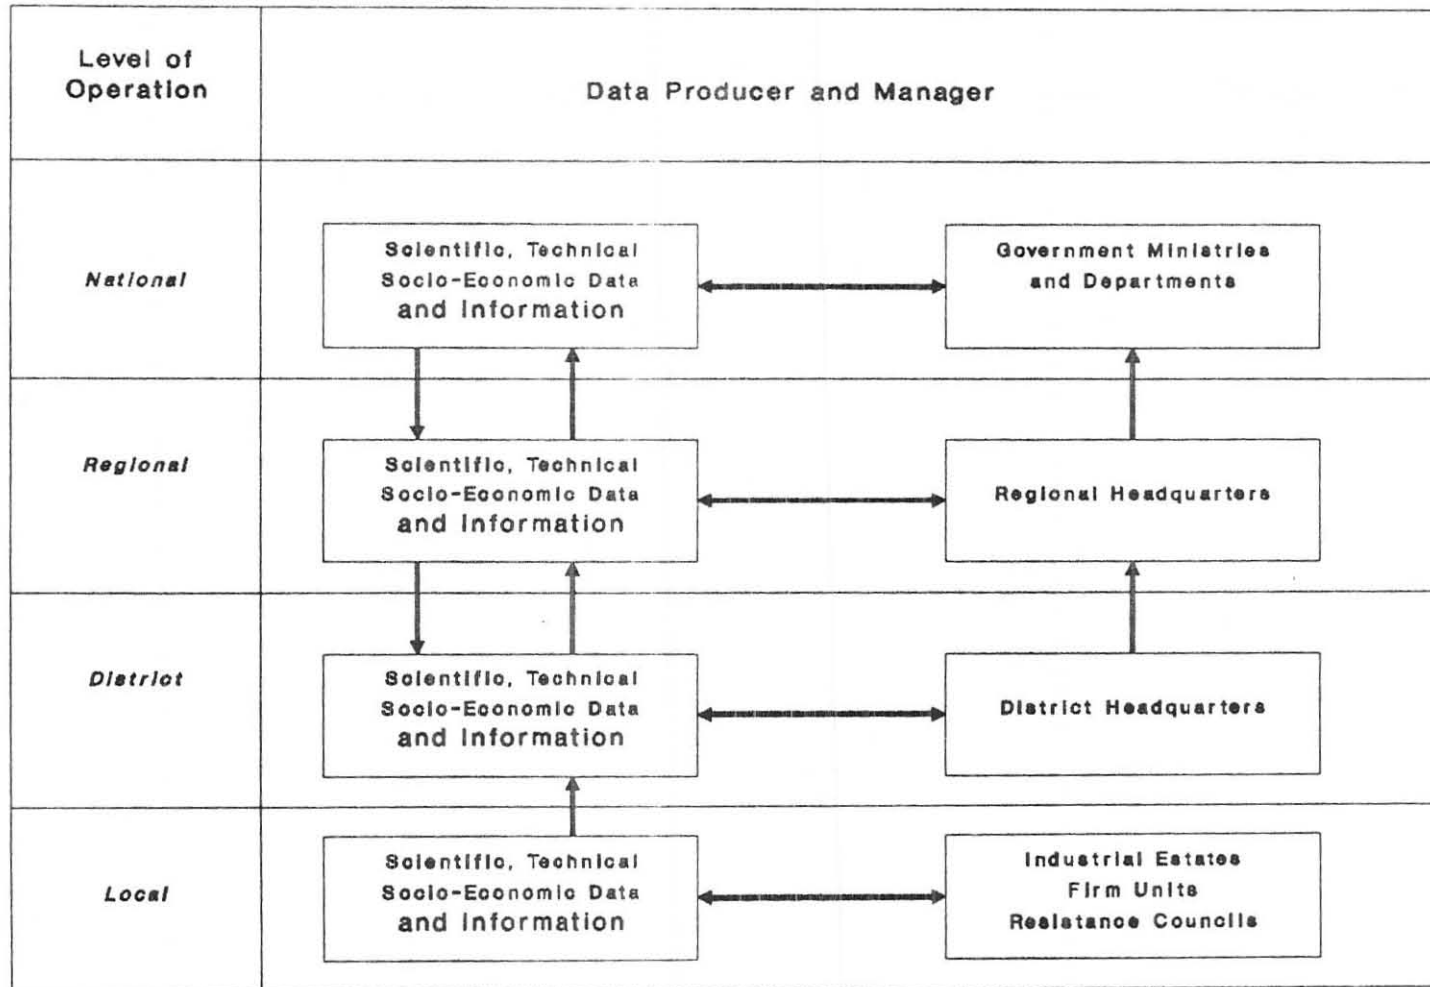 Level of
Operation
Data Producer and Manager
National
Scientific, Technical
Socio-Economic Data
and Information
Government Ministries
and Departments
Regional
Scientific, Technical
Socio-Economic Data
and Information
Regional Headquarters
District
Scientific, Technical
Socio-Economic Data
and Information
District Headquarters
Local
Scientific, Technical
Socio-Economic Data
and Information
Industrial Estates
Firm Units
Resistance Councils